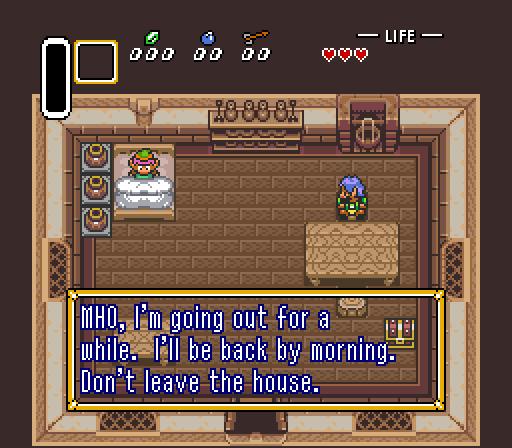 — LIFE —
000 00 00
MHO, I'm going out for a
while. I'll be back by morning.
Don't leave the house.